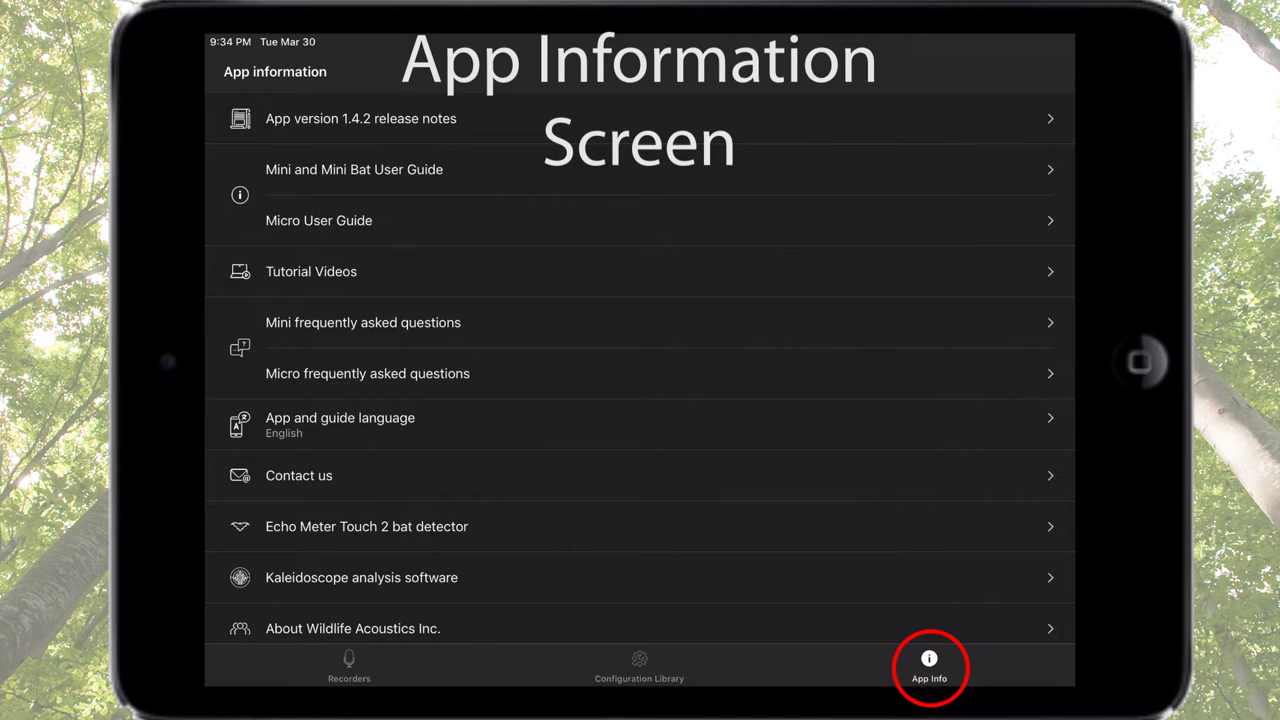 9:34 PM Tue Mar 30
App Information
Screen
App information
App version 1.4.2 release notes
Mini and Mini Bat User Guide
Micro User Guide
Tutorial Videos
Mini frequently asked questions
Micro frequently asked questions
App and guide language
English
Contact us
Echo Meter Touch 2 bat detector
Kaleidoscope analysis software
About Wildlife Acoustics Inc.
Recorders
Configuration Library
App Info